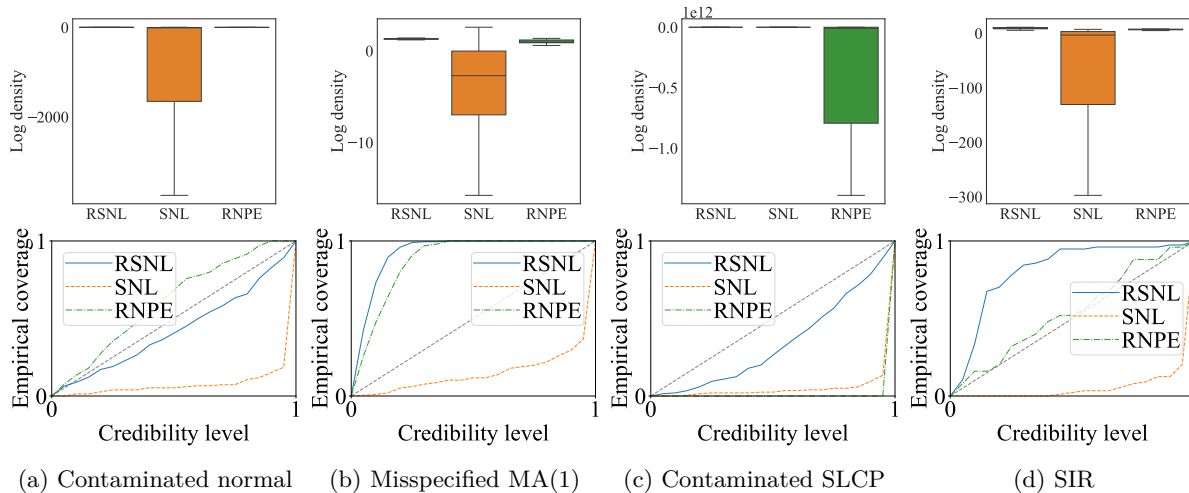 0
−2000
Log density
RSNL SNL RNPE
0
−10
Log density
RSNL SNL RNPE
1e12
0.0
−0.5
−1.0
Log density
RSNL SNL RNPE
0
−100
−200
−300
Log density
RSNL SNL RNPE
1
0
Empirical coverage
RSNL
SNL
RNPE
0 1
Credibility level
1
0
Empirical coverage
RSNL
SNL
RNPE
0 1
Credibility level
1
0
Empirical coverage
RSNL
SNL
RNPE
0 1
Credibility level
1
0
Empirical coverage
RSNL
SNL
RNPE
0
Credibility level
(a) Contaminated normal
(b) Misspecified MA(1)
(c) Contaminated SLCP
(d) SIR